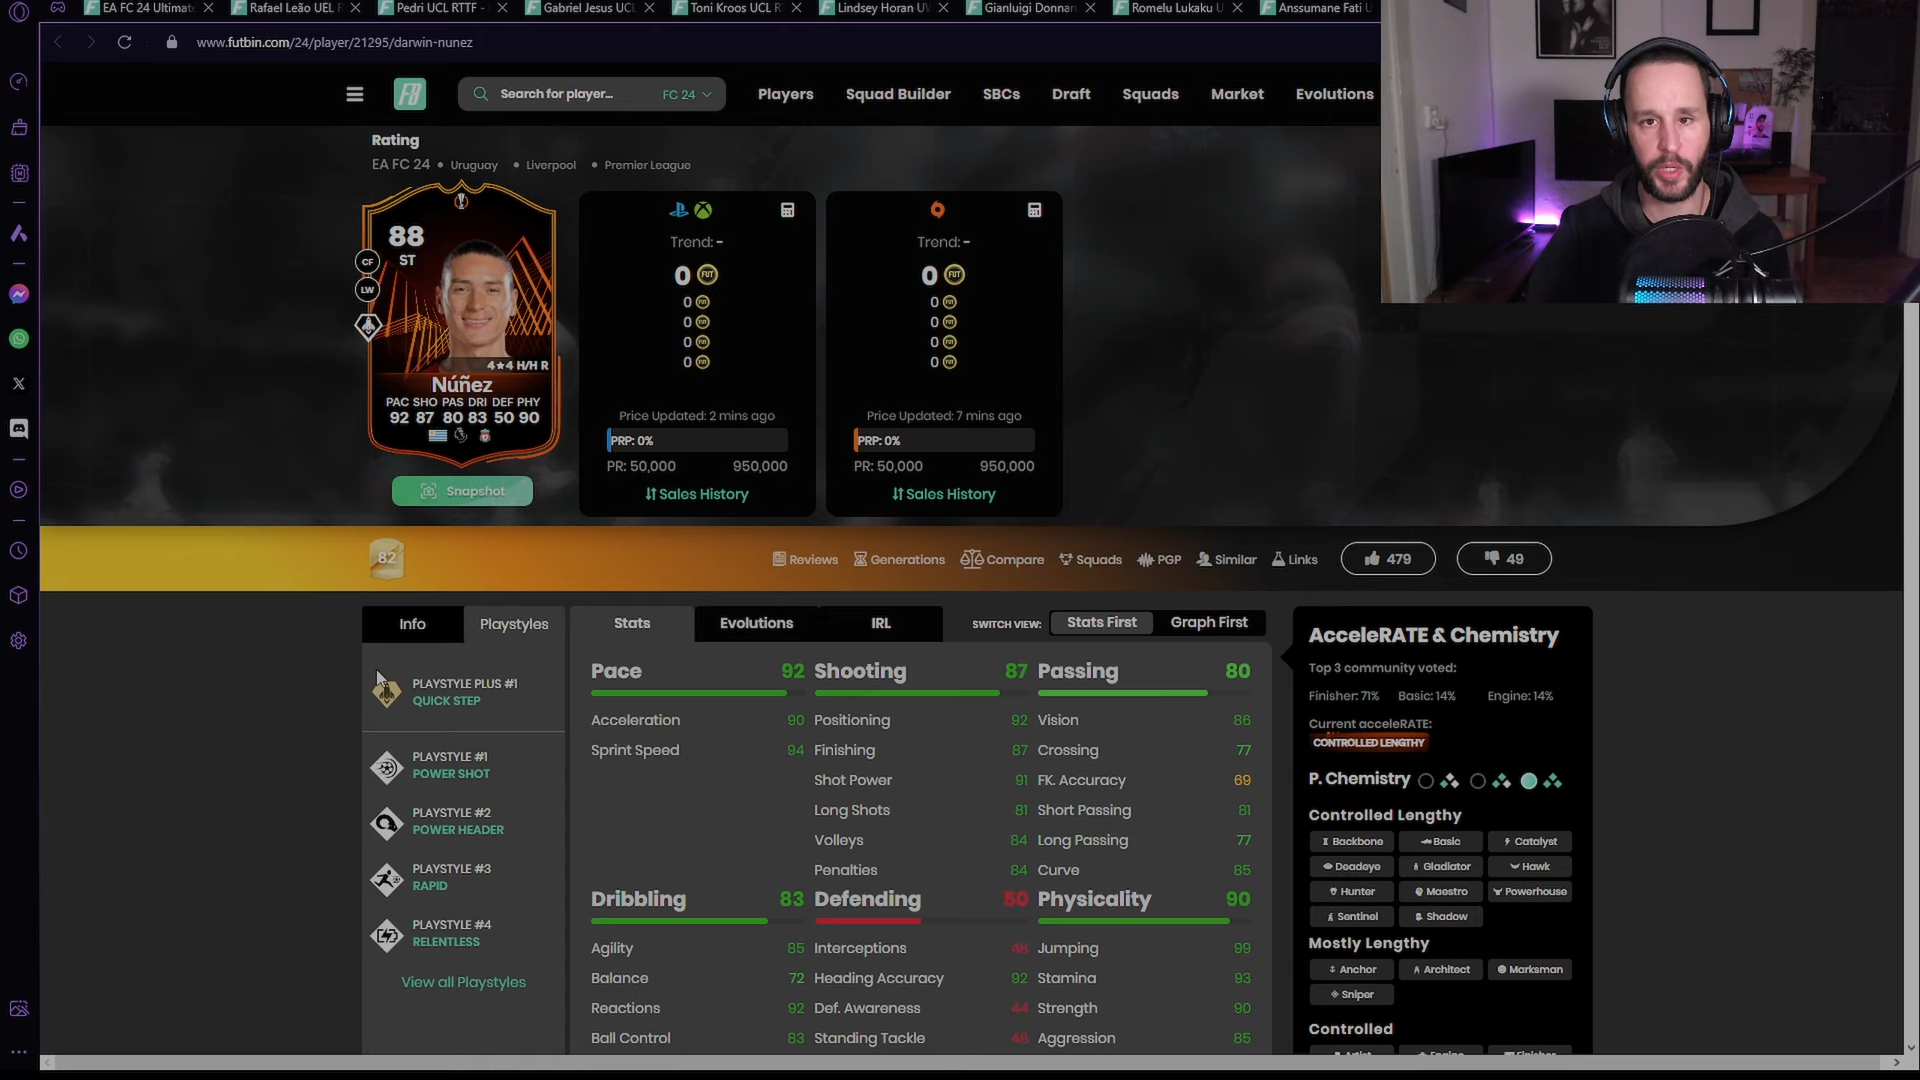 EA FC 24 Ultimat
Rafael Leão UEL F
Pedri UCL RTTF -
Gabriel Jesus UCL
Toni Kroos UCL R
Lindsey Horan UV
Gianluigi Donnar
Romelu Lukaku U
Anssumane Fati U
www.futbin.com/24/player/21295/darwin-nunez
Search for player...
FC 24
Players
Squad Builder
SBCs
Draft
Squads
Market
Evolutions
Rating
EA FC 24 • Uruguay • Liverpool • Premier League
88
ST
CF
LW
4★4 H/H R
Núñez
PAC SHO PAS DRI DEF PHY
92 87 80 83 50 90
Snapshot
Trend: -
0
0
0
0
0
Price Updated: 2 mins ago
PRP: 0%
PR: 50,000 950,000
Sales History
Trend: -
0
0
0
0
0
Price Updated: 7 mins ago
PRP: 0%
PR: 50,000 950,000
Sales History
82
Reviews
Generations
Compare
Squads
PGP
Similar
Links
479
49
Info
Playstyles
PLAYSTYLE PLUS #1
QUICK STEP
PLAYSTYLE #1
POWER SHOT
PLAYSTYLE #2
POWER HEADER
PLAYSTYLE #3
RAPID
PLAYSTYLE #4
RELENTLESS
View all Playstyles
Stats
Evolutions
IRL
SWITCH VIEW:
Stats First
Graph First
Pace 92
Acceleration 90
Sprint Speed 94
Shooting 87
Positioning 92
Finishing 87
Shot Power 91
Long Shots 81
Volleys 84
Penalties 84
Passing 80
Vision 86
Crossing 77
FK. Accuracy 69
Short Passing 81
Long Passing 77
Curve 85
Dribbling 83
Agility 85
Balance 72
Reactions 92
Ball Control 83
Defending 50
Interceptions 48
Heading Accuracy 92
Def. Awareness 44
Standing Tackle 48
Physicality 90
Jumping 99
Stamina 93
Strength 90
Aggression 85
AcceleRATE & Chemistry
Top 3 community voted:
Finisher: 71% Basic: 14% Engine: 14%
Current acceleRATE:
CONTROLLED LENGTHY
P. Chemistry
Controlled Lengthy
Backbone Basic Catalyst
Deadeye Gladiator Hawk
Hunter Maestro Powerhouse
Sentinel Shadow
Mostly Lengthy
Anchor Architect Marksman
Sniper
Controlled